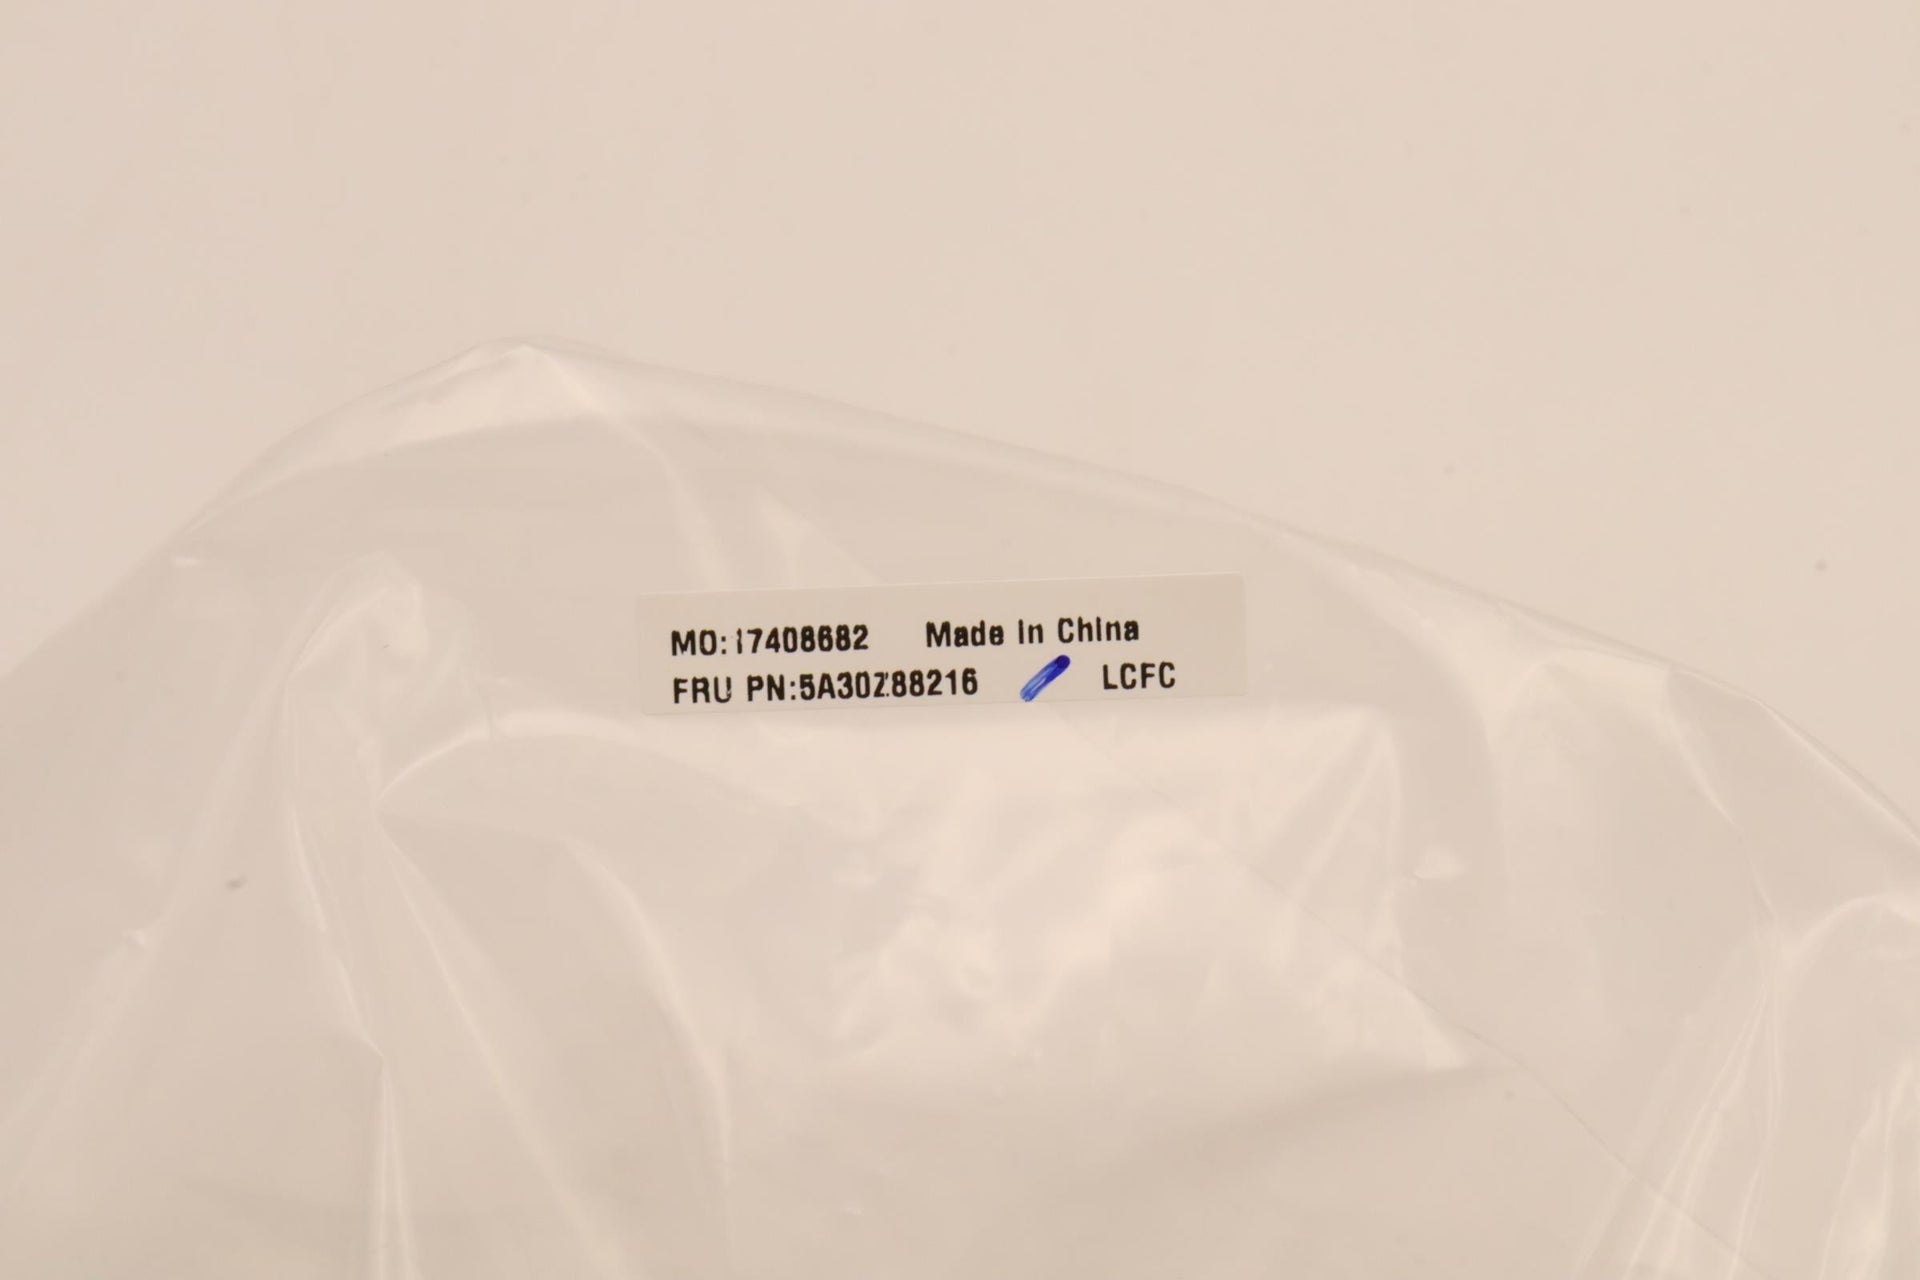 MO:17408682 Made In China
FRU PN:5A30Z88216 LCFC